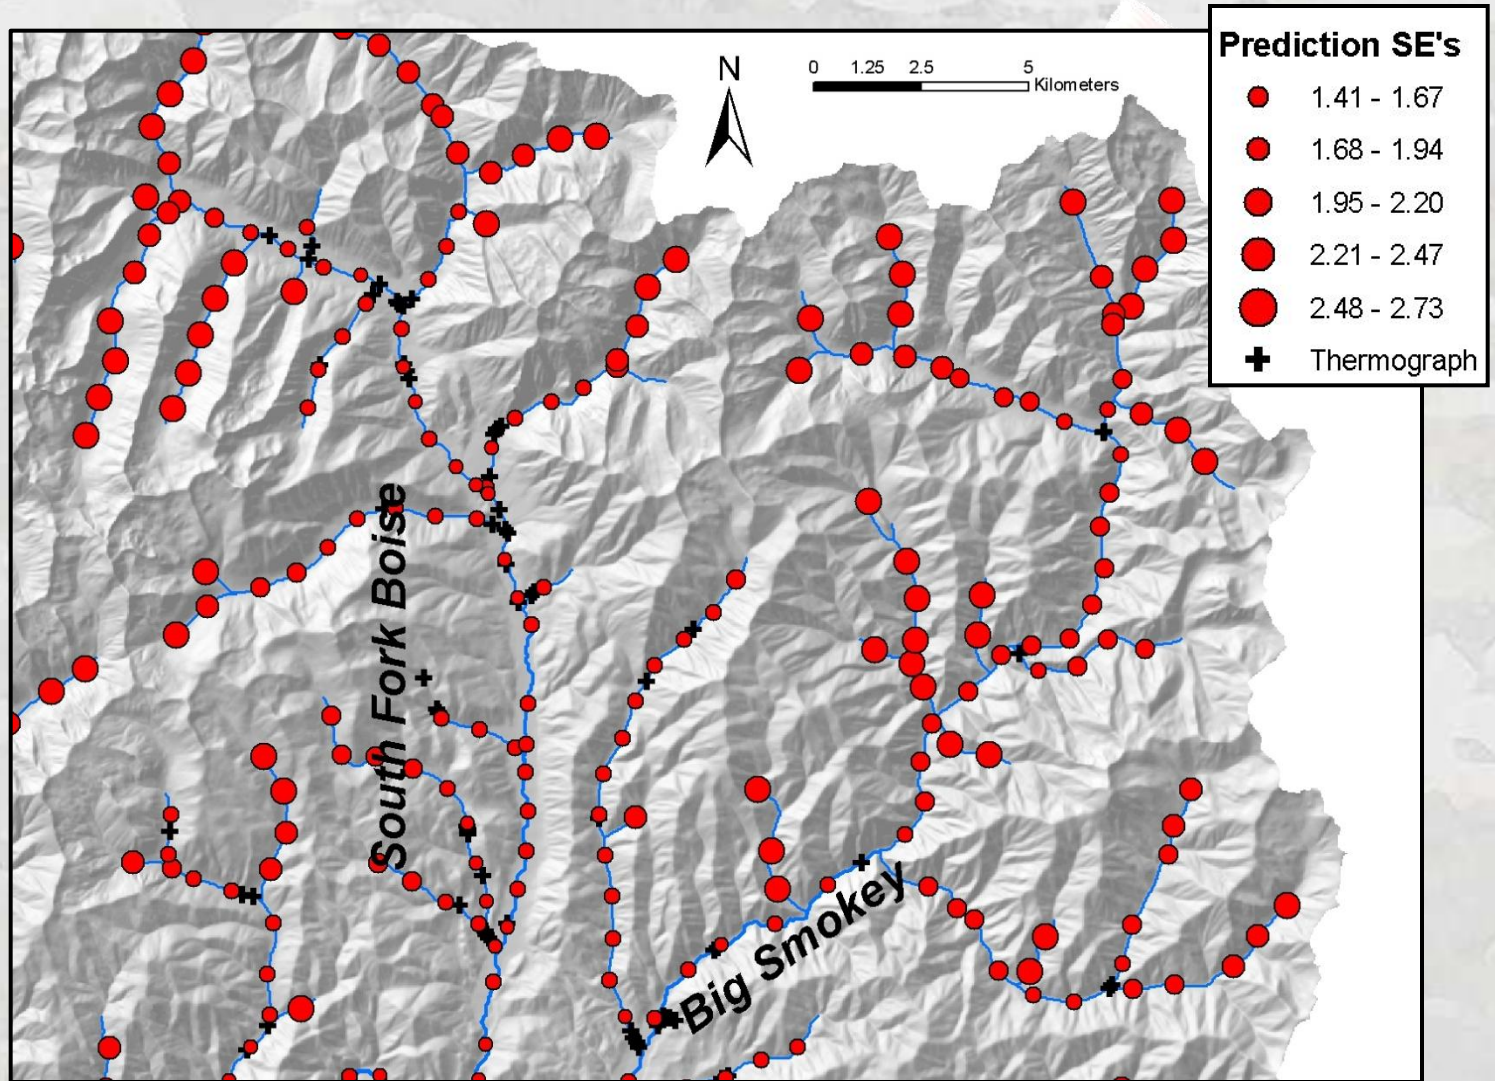 Prediction SE's
1.41 - 1.67
1.68 - 1.94
1.95 - 2.20
2.21 - 2.47
2.48 - 2.73
Thermograph
N
0 1.25 2.5 5
Kilometers
South Fork Boise
Big Smokey